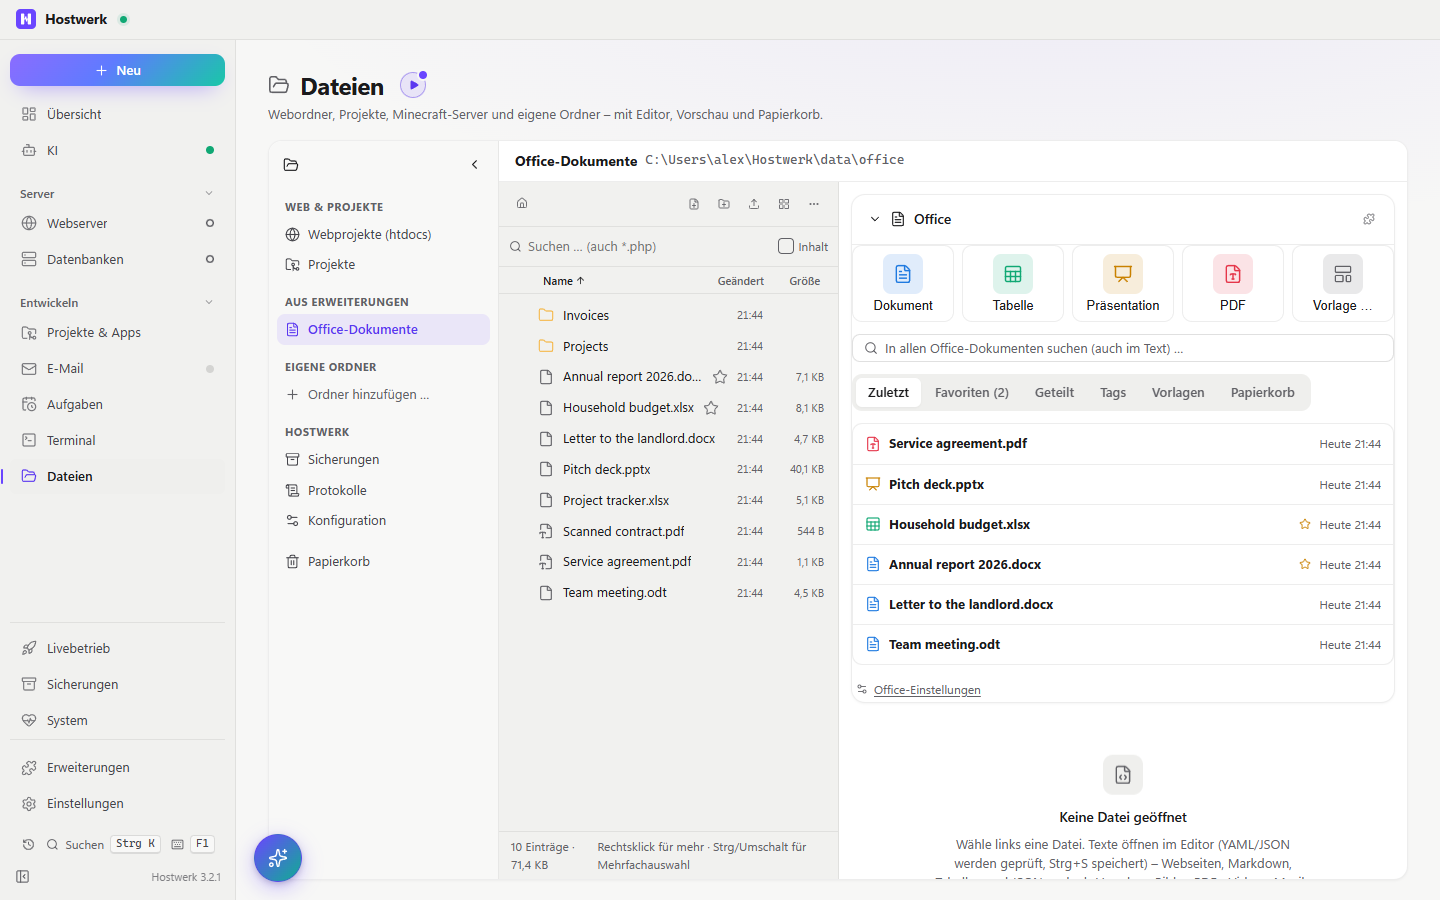 Hostwerk
Neu
Übersicht
KI
Server
Webserver
Datenbanken
Entwickeln
Projekte & Apps
E-Mail
Aufgaben
Terminal
Dateien
Livebetrieb
Sicherungen
System
Erweiterungen
Einstellungen
Suchen Strg K F1
Hostwerk 3.2.1
Dateien
Webordner, Projekte, Minecraft-Server und eigene Ordner – mit Editor, Vorschau und Papierkorb.
WEB & PROJEKTE
Webprojekte (htdocs)
Projekte
AUS ERWEITERUNGEN
Office-Dokumente
EIGENE ORDNER
Ordner hinzufügen ...
HOSTWERK
Sicherungen
Protokolle
Konfiguration
Papierkorb
Office-Dokumente C:\Users\alex\Hostwerk\data\office
Suchen ... (auch *.php) Inhalt
Name Geändert Größe
Invoices 21:44
Projects 21:44
Annual report 2026.do... 21:44 7,1 KB
Household budget.xlsx 21:44 8,1 KB
Letter to the landlord.docx 21:44 4,7 KB
Pitch deck.pptx 21:44 40,1 KB
Project tracker.xlsx 21:44 5,1 KB
Scanned contract.pdf 21:44 544 B
Service agreement.pdf 21:44 1,1 KB
Team meeting.odt 21:44 4,5 KB
10 Einträge · 71,4 KB
Rechtsklick für mehr · Strg/Umschalt für Mehrfachauswahl
Office
Dokument
Tabelle
Präsentation
PDF
Vorlage ...
In allen Office-Dokumenten suchen (auch im Text) ...
Zuletzt Favoriten (2) Geteilt Tags Vorlagen Papierkorb
Service agreement.pdf Heute 21:44
Pitch deck.pptx Heute 21:44
Household budget.xlsx Heute 21:44
Annual report 2026.docx Heute 21:44
Letter to the landlord.docx Heute 21:44
Team meeting.odt Heute 21:44
Office-Einstellungen
Keine Datei geöffnet
Wähle links eine Datei. Texte öffnen im Editor (YAML/JSON
werden geprüft, Strg+S speichert) – Webseiten, Markdown,